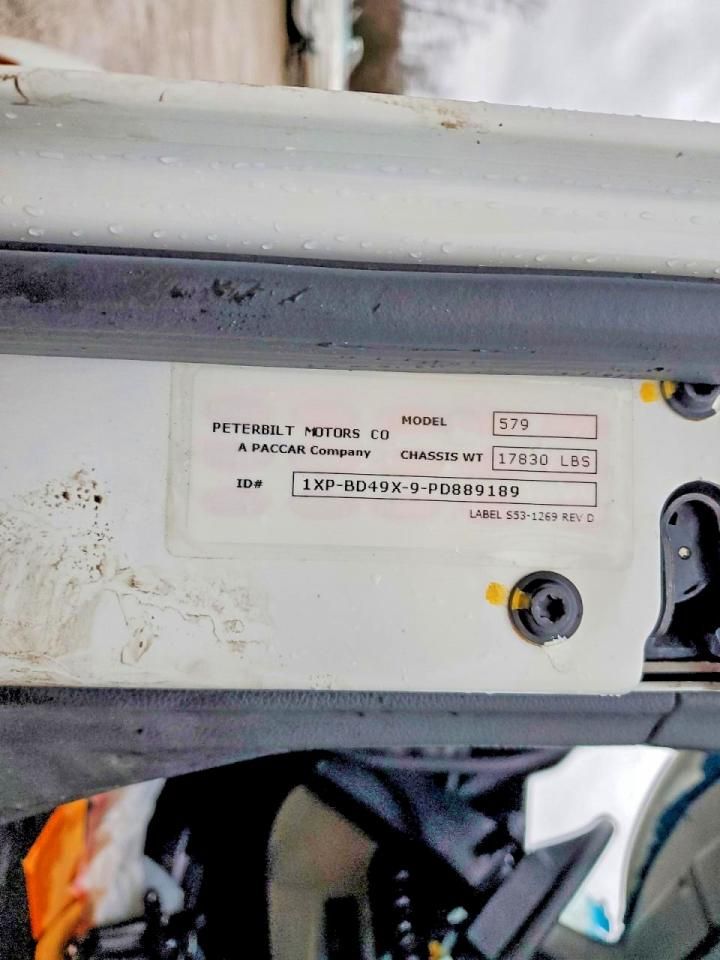 PETERBILT MOTORS CO
A PACCAR Company
MODEL 579
CHASSIS WT 17830 LBS
ID# 1XP-BD49X-9-PD889189
LABEL S53-1269 REV D